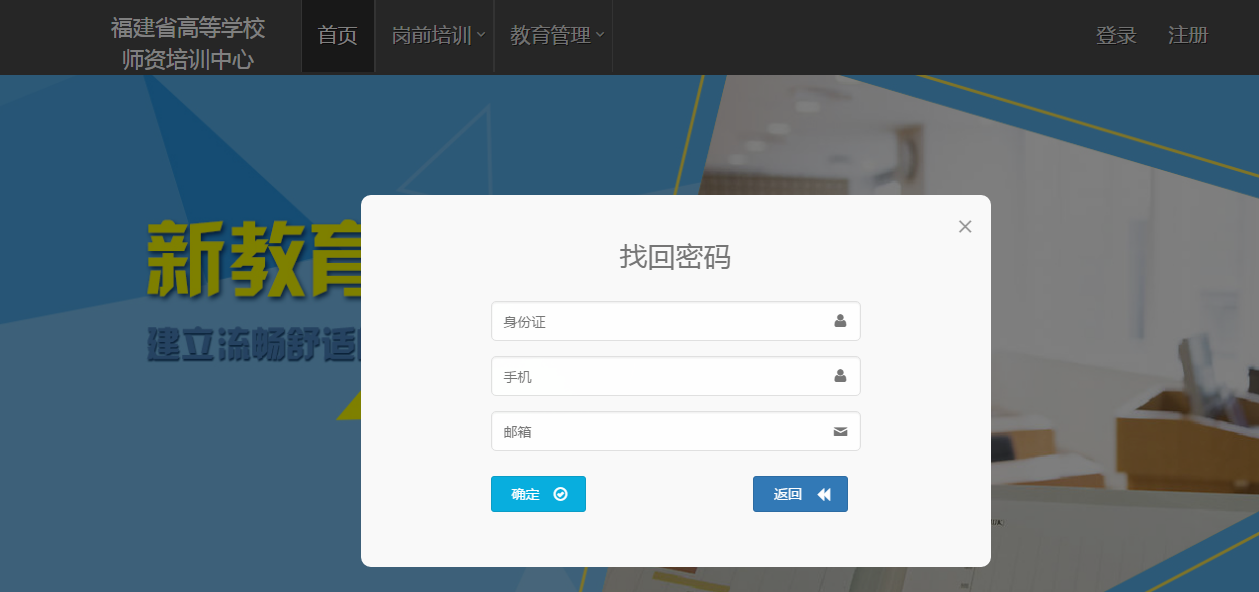 福建省高等学校
师资培训中心
首页
岗前培训
教育管理
登录
注册
新教育
建立流畅舒适
找回密码
身份证
手机
邮箱
确定
返回